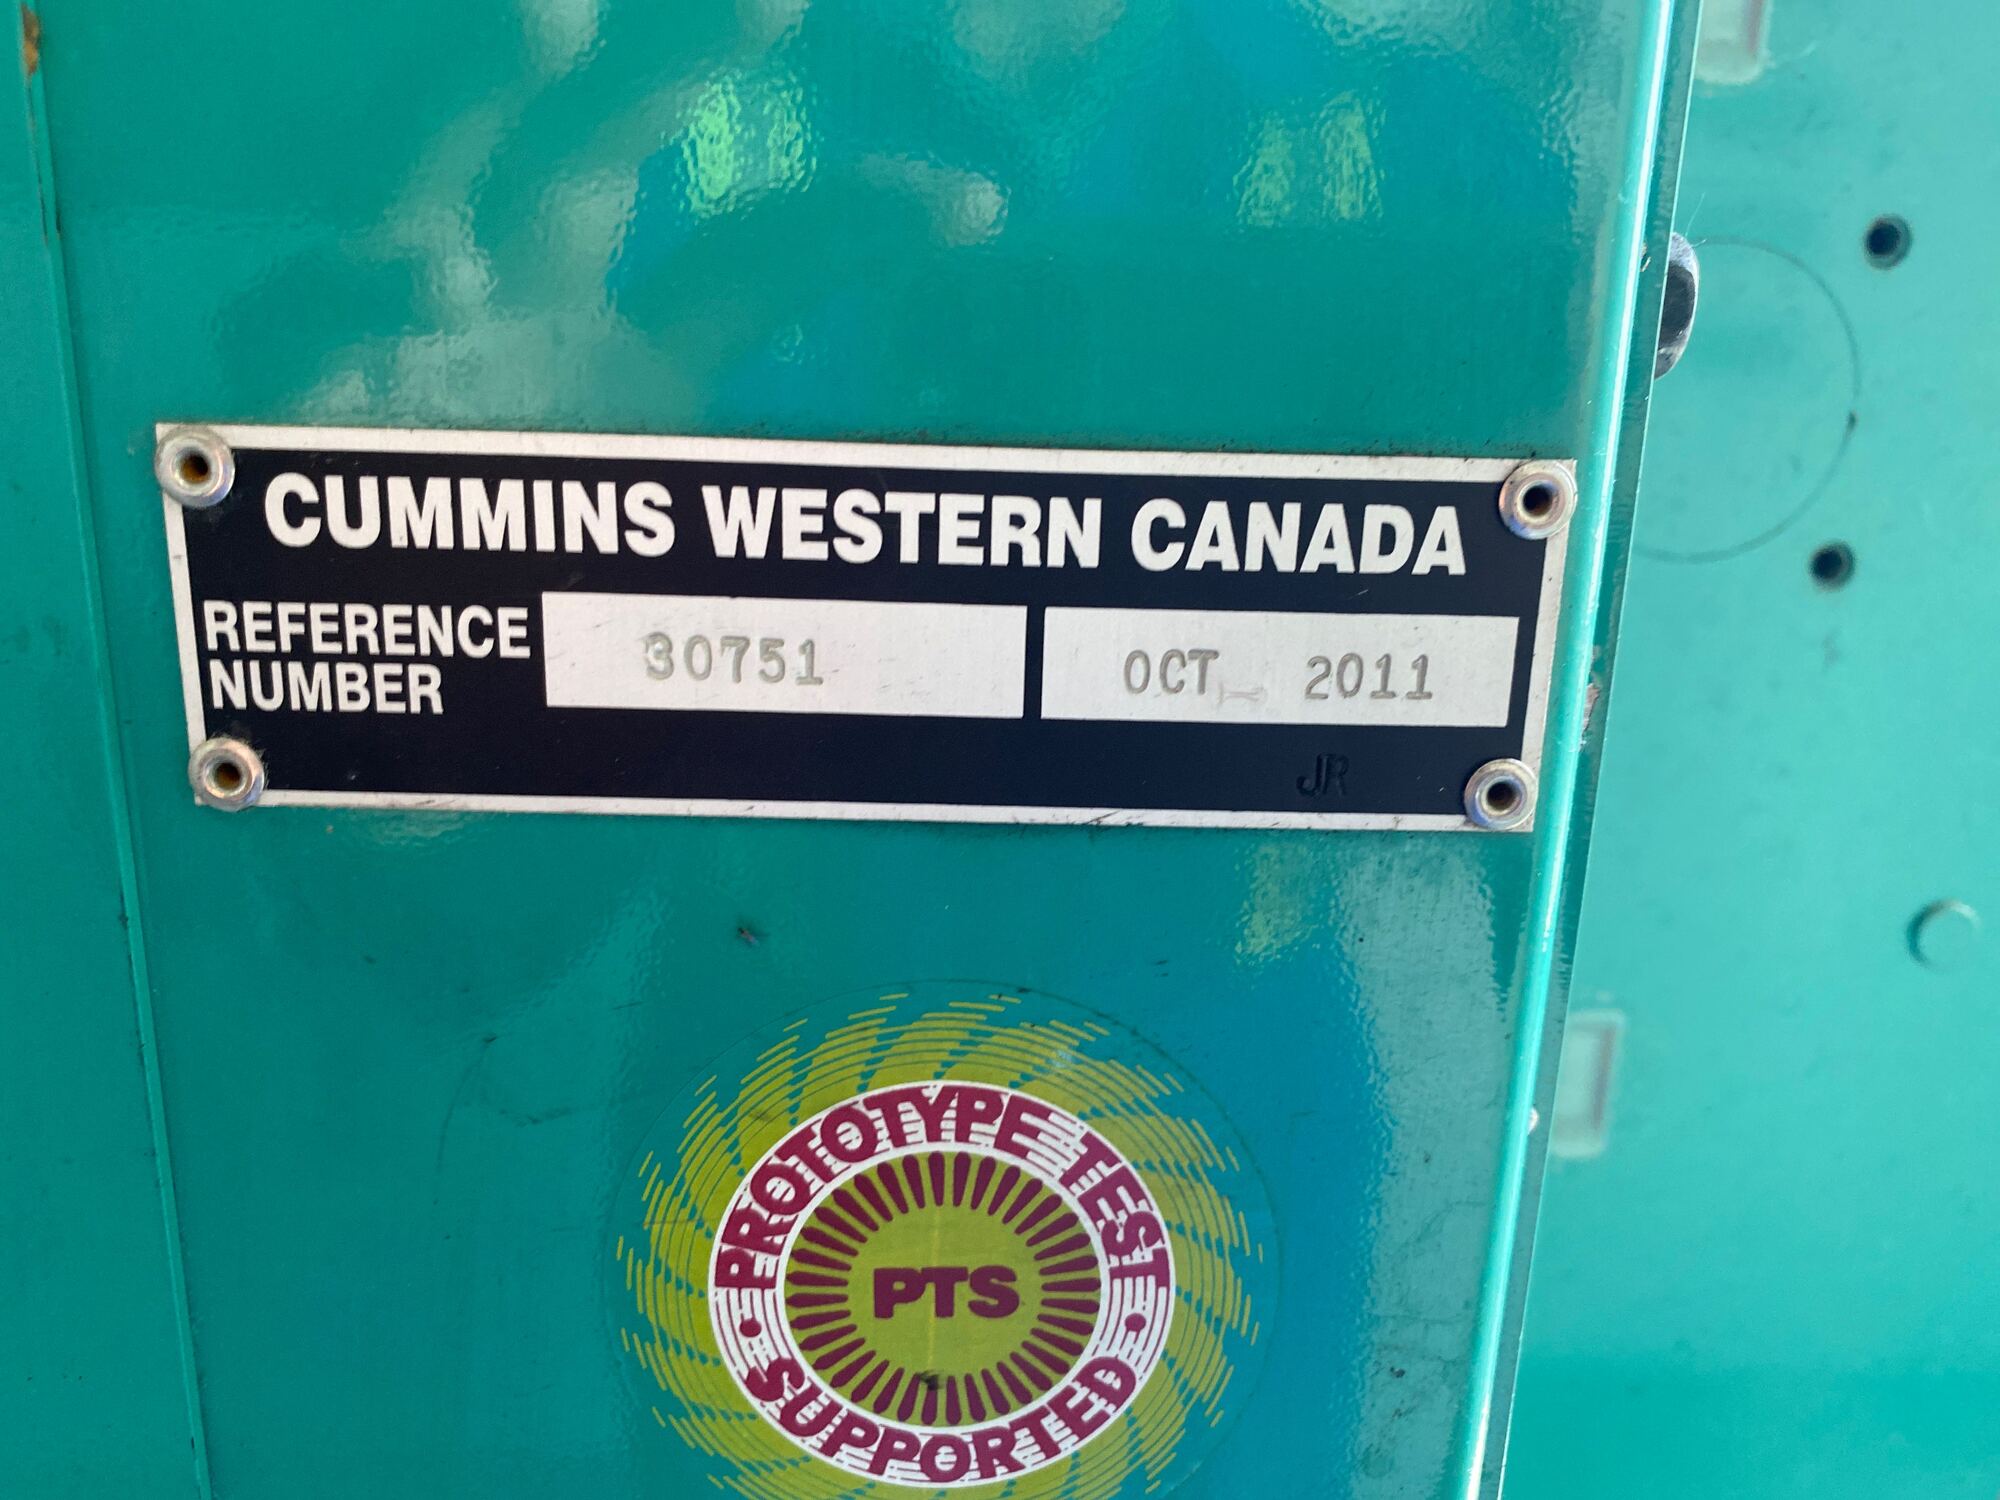 CUMMINS WESTERN CANADA
REFERENCE
NUMBER
30751
OCT 2011
JR
PROTOTYPE TEST
PTS
• SUPPORTED •